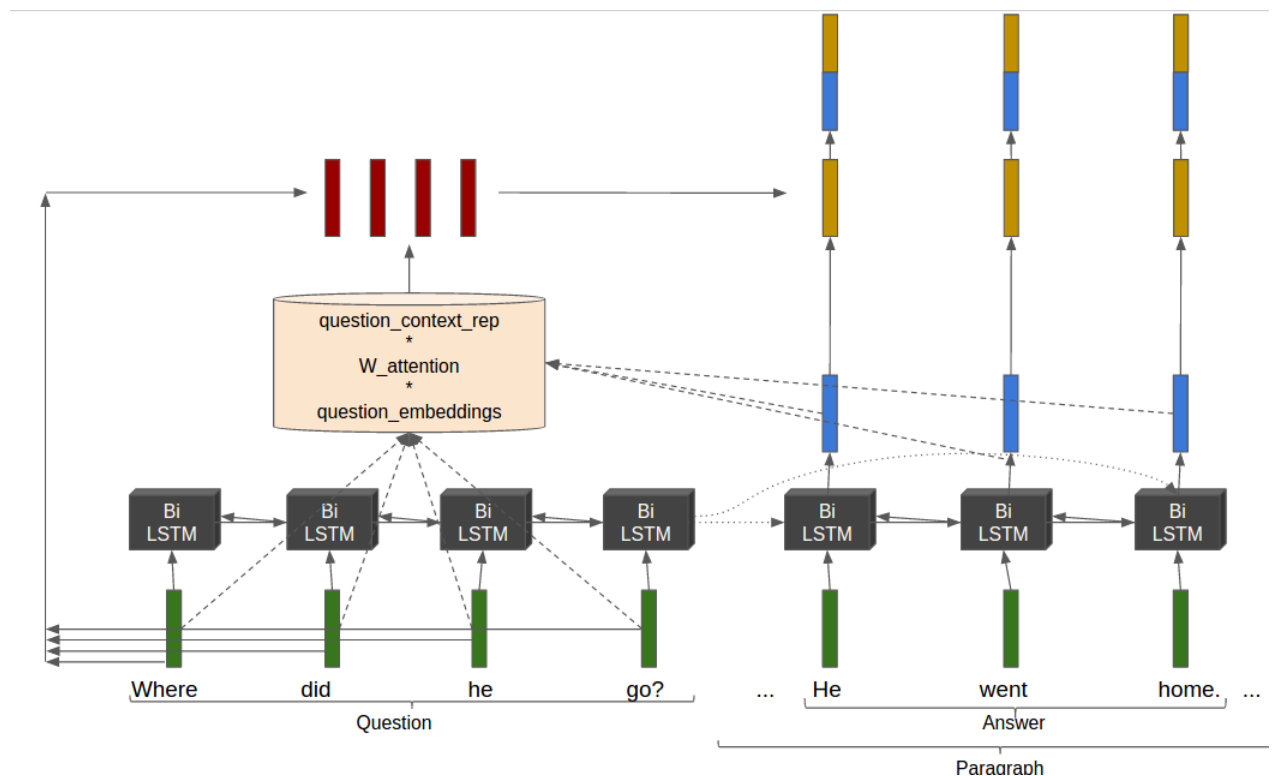 question_context_rep
*
W_attention
*
question_embeddings
Bi
LSTM
Bi
LSTM
Bi
LSTM
Bi
LSTM
Bi
LSTM
Bi
LSTM
Bi
LSTM
Where did he go? ... He went home. ...
Question
Answer
Paragraph